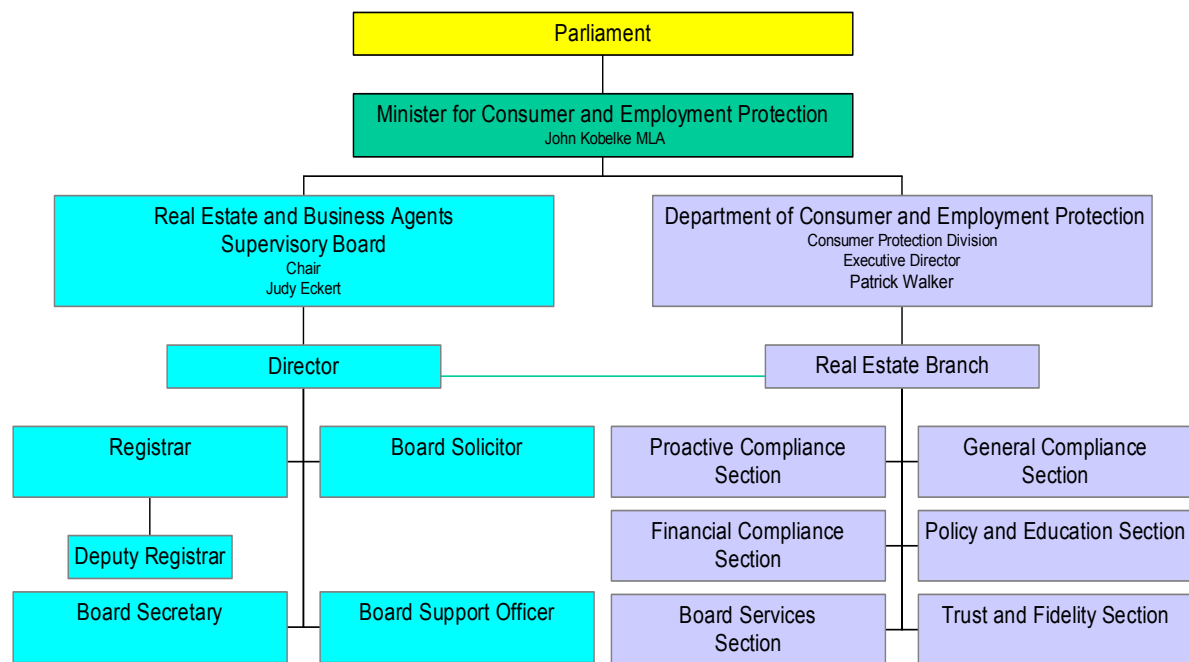 Parliament
Minister for Consumer and Employment Protection
John Kobelke MLA
Real Estate and Business Agents
Supervisory Board
Chair
Judy Eckert
Department of Consumer and Employment Protection
Consumer Protection Division
Executive Director
Patrick Walker
Director
Real Estate Branch
Registrar
Board Solicitor
Deputy Registrar
Board Secretary
Board Support Officer
Proactive Compliance
Section
General Compliance
Section
Financial Compliance
Section
Policy and Education Section
Board Services
Section
Trust and Fidelity Section